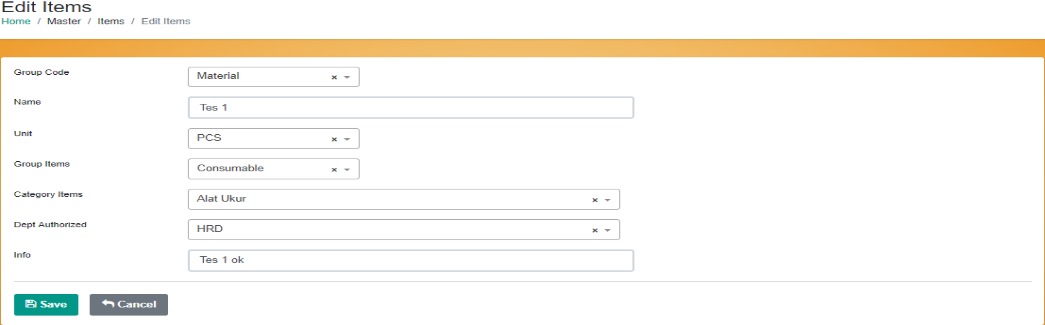 Edit Items
Home / Master / Items / Edit Items
Group Code Material × 
Name Tes 1
Unit PCS ×
Group Items Consumable ×
Category Items Alat Ukur ×
Dept Authorized HRD ×
Info Tes 1 ok
Save Cancel